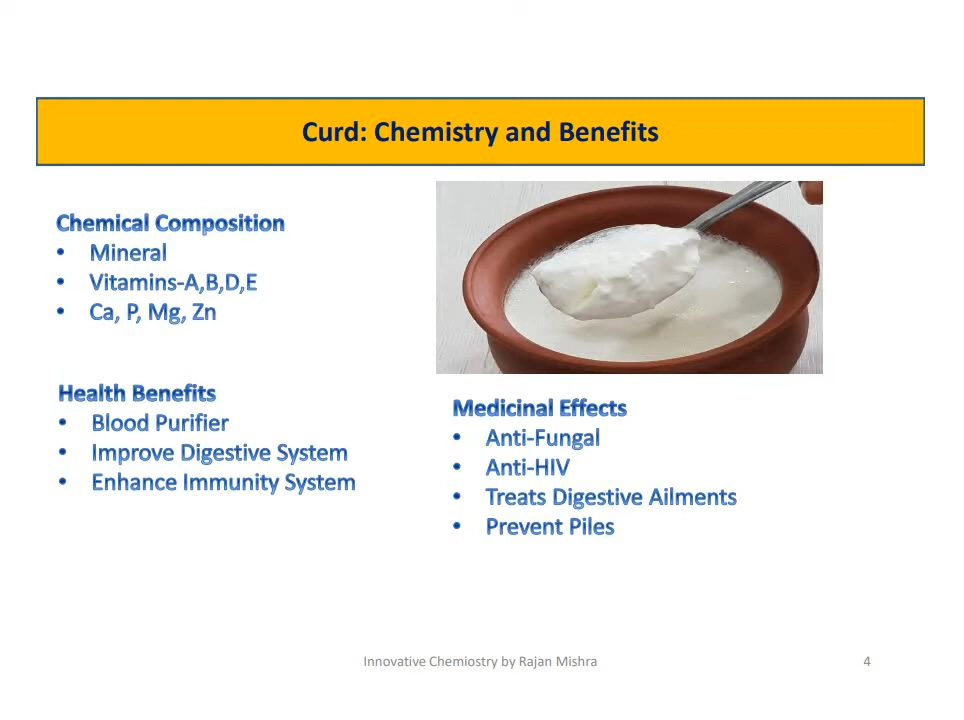 Curd: Chemistry and Benefits
Chemical Composition
• Mineral
• Vitamins-A,B,D,E
• Ca, P, Mg, Zn
Health Benefits
• Blood Purifier
• Improve Digestive System
• Enhance Immunity System
Medicinal Effects
• Anti-Fungal
• Anti-HIV
• Treats Digestive Ailments
• Prevent Piles
Innovative Chemiostry by Rajan Mishra
4